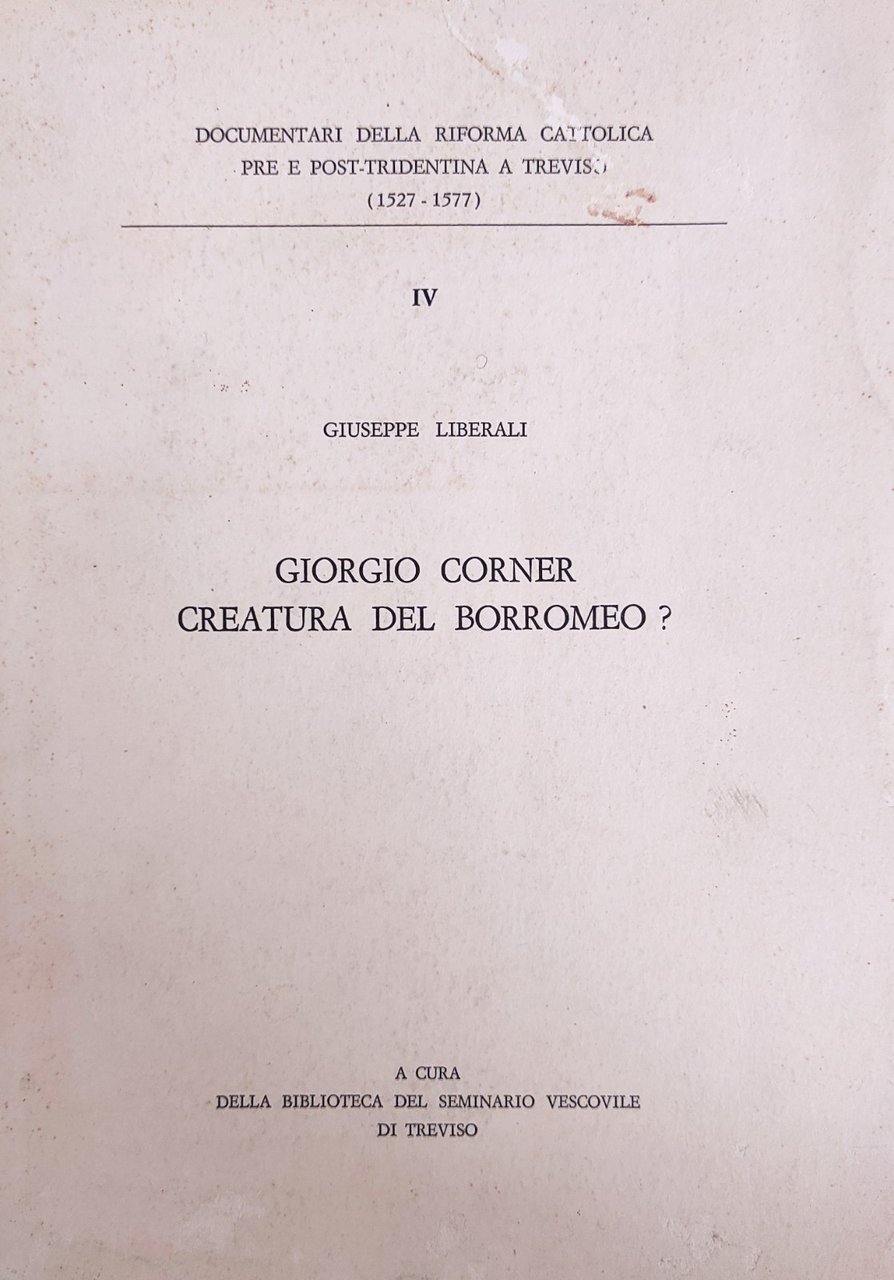 DOCUMENTARI DELLA RIFORMA CATTOLICA
PRE E POST-TRIDENTINA A TREVISO
(1527 - 1577)
IV
GIUSEPPE LIBERALI
GIORGIO CORNER
CREATURA DEL BORROMEO ?
A CURA
DELLA BIBLIOTECA DEL SEMINARIO VESCOVILE
DI TREVISO